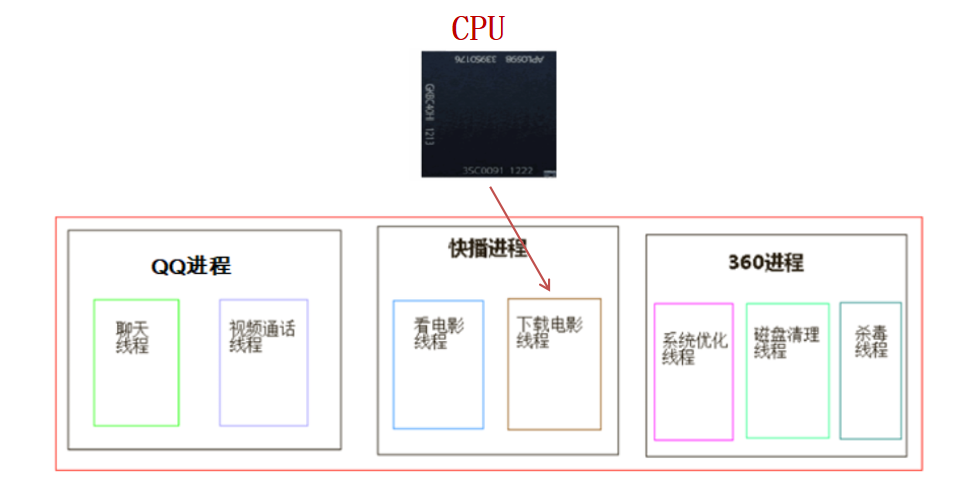 CPU
APL0598 339S0176
GKBC40HI 1213
3SC0091 1222
QQ进程
聊天
线程
视频通话
线程
快播进程
看电影
线程
下载电影
线程
360进程
系统优化
线程
磁盘清理
线程
杀毒
线程